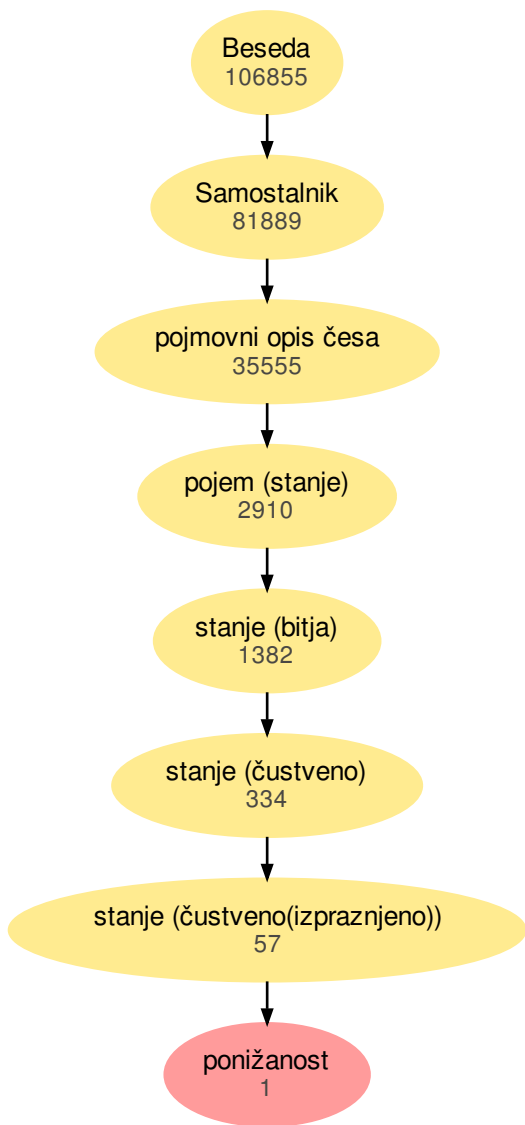 Beseda
106855
Samostalnik
81889
pojmovni opis česa
35555
pojem (stanje)
2910
stanje (bitja)
1382
stanje (čustveno)
334
stanje (čustveno(izpraznjeno))
57
ponižanost
1